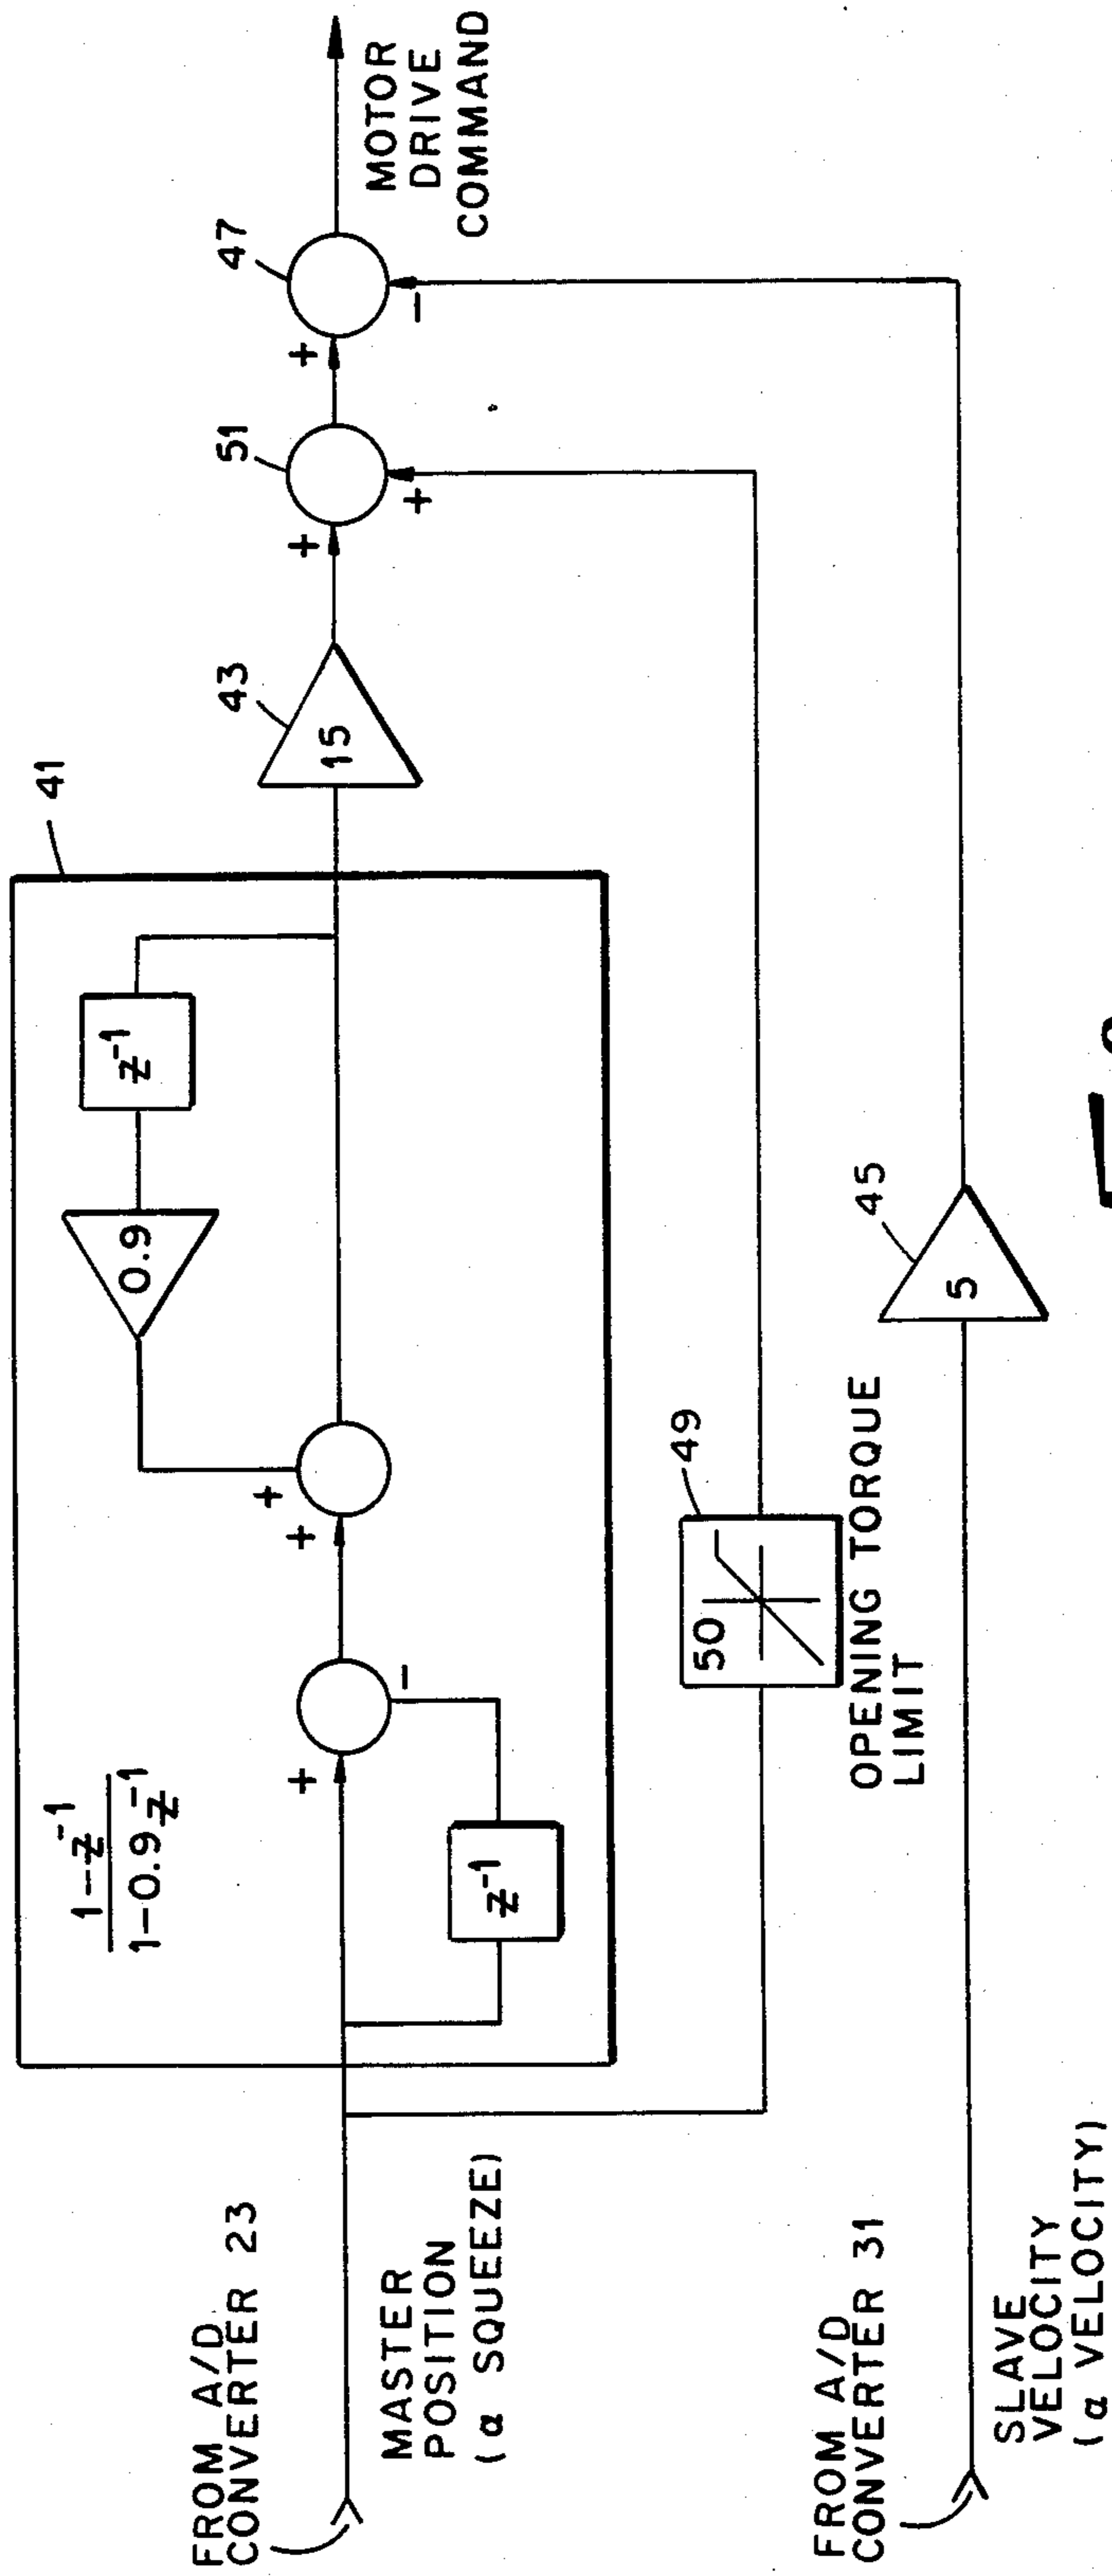 FROM A/D
CONVERTER 23
MASTER
POSITION
(α SQUEEZE)
1-z⁻¹
1-0.9z⁻¹
41
z⁻¹
+
-
+
+
0.9
z⁻¹
43
15
+
51
+
+
47
-
MOTOR
DRIVE
COMMAND
49
50
OPENING TORQUE
LIMIT
FROM A/D
CONVERTER 31
SLAVE
VELOCITY
(α VELOCITY)
45
5